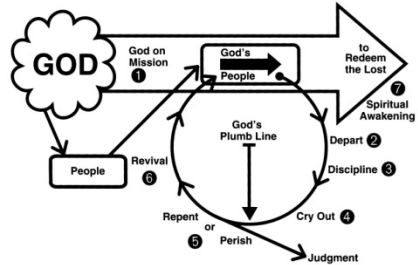 GOD
God on
Mission
1
God's
People
to
Redeem
the Lost
7
Spiritual
Awakening
God's
Plumb Line
Depart 2
Discipline 3
Cry Out 4
People
Revival
6
Repent
or
5 Perish
Judgment